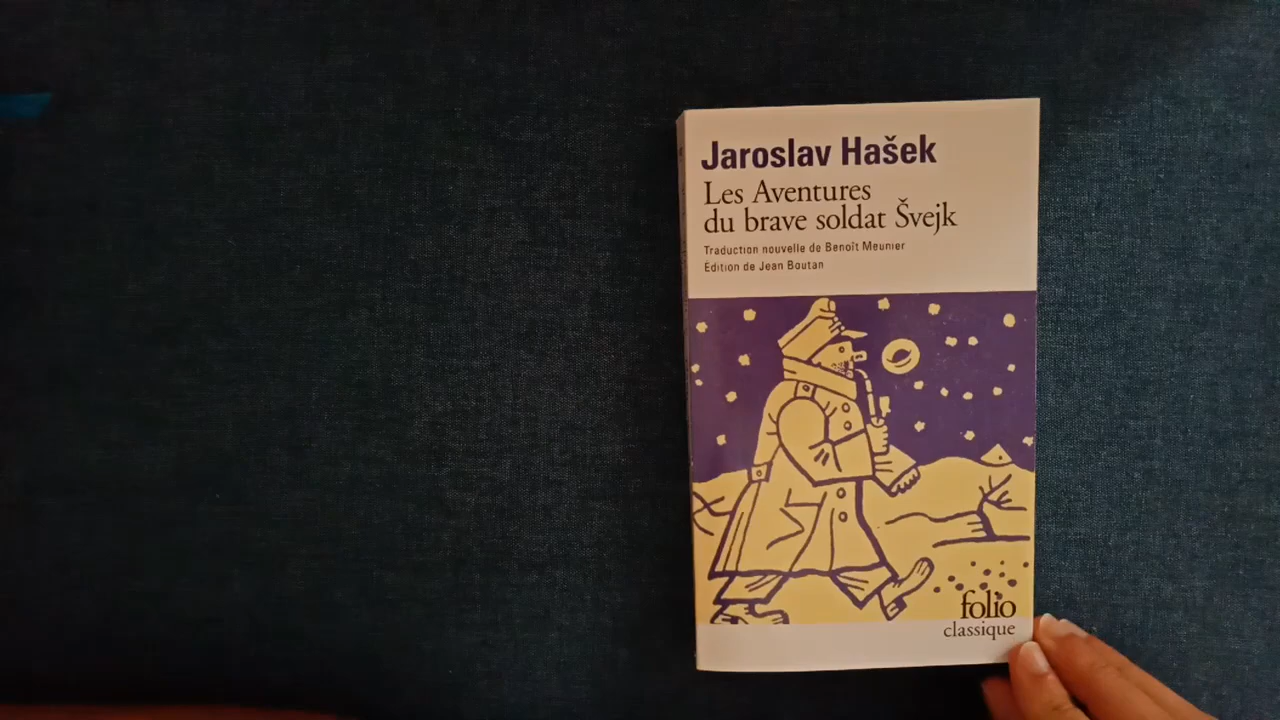 Jaroslav Hašek
Les Aventures
du brave soldat Švejk
Traduction nouvelle de Benoît Meunier
Édition de Jean Boutan
folio
classique